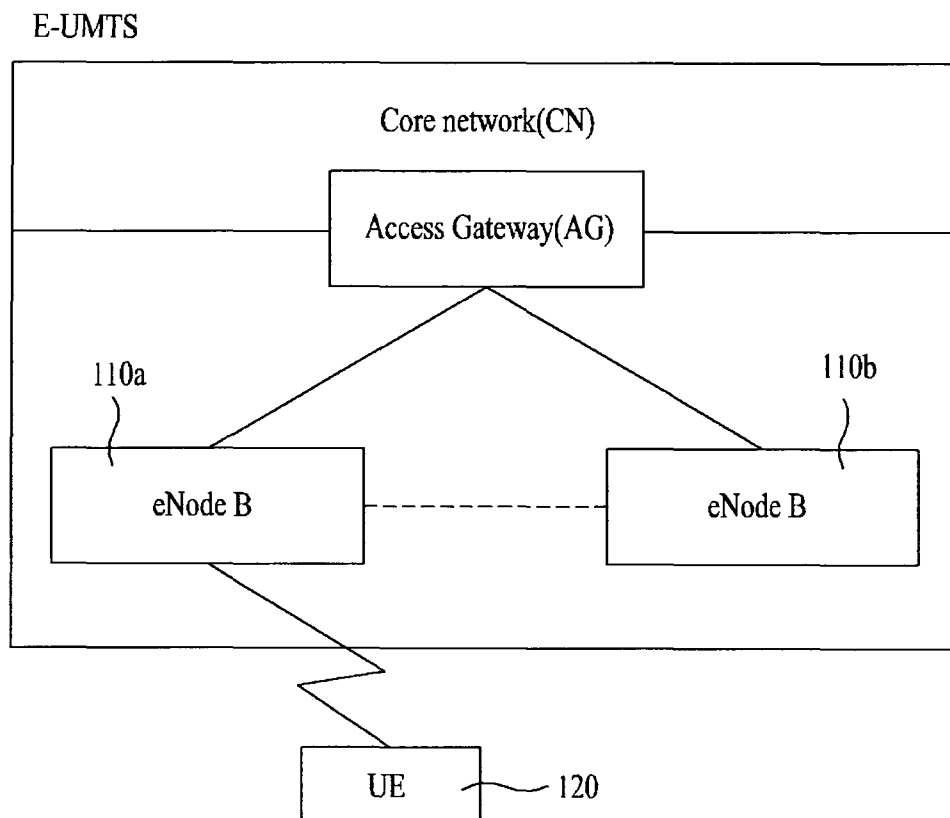 E-UMTS
Core network(CN)
Access Gateway(AG)
110a
110b
eNode B
eNode B
UE
120